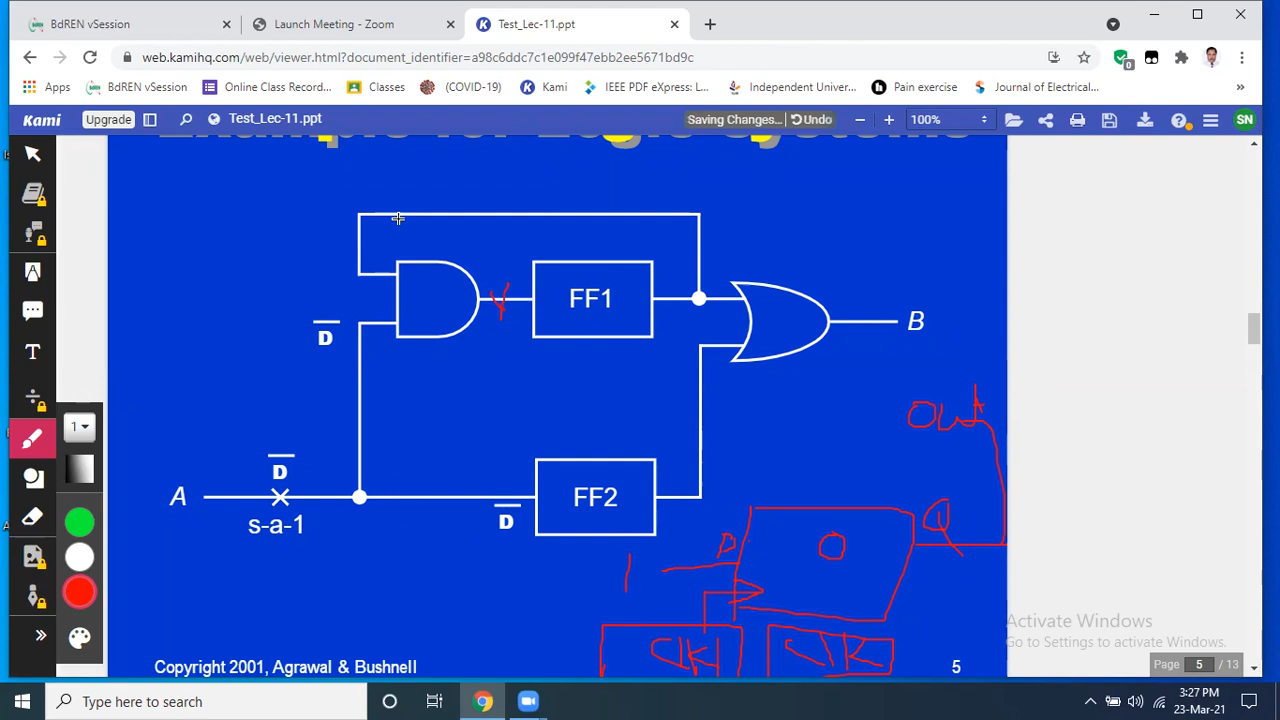 BdREN vSession
Launch Meeting - Zoom
Test_Lec-11.ppt
web.kamihq.com/web/viewer.html?document_identifier=a98c6ddc7c1e099f47ebb2ee5671bd9c
Apps
BdREN vSession
Online Class Record...
Classes
(COVID-19)
Kami
IEEE PDF eXpress: L...
Independent Univer...
Pain exercise
Journal of Electrical...
»
Kami
Upgrade
Test_Lec-11.ppt
Saving Changes...
Undo
100%
SN
FF1
Y
D
B
Out
D
A
s-a-1
D
FF2
Q
D
0
1
Clk
Clk
1
Activate Windows
Go to Settings to activate Windows.
Copyright 2001, Agrawal & Bushnell
5
Page 5 / 13
Type here to search
3:27 PM
23-Mar-21